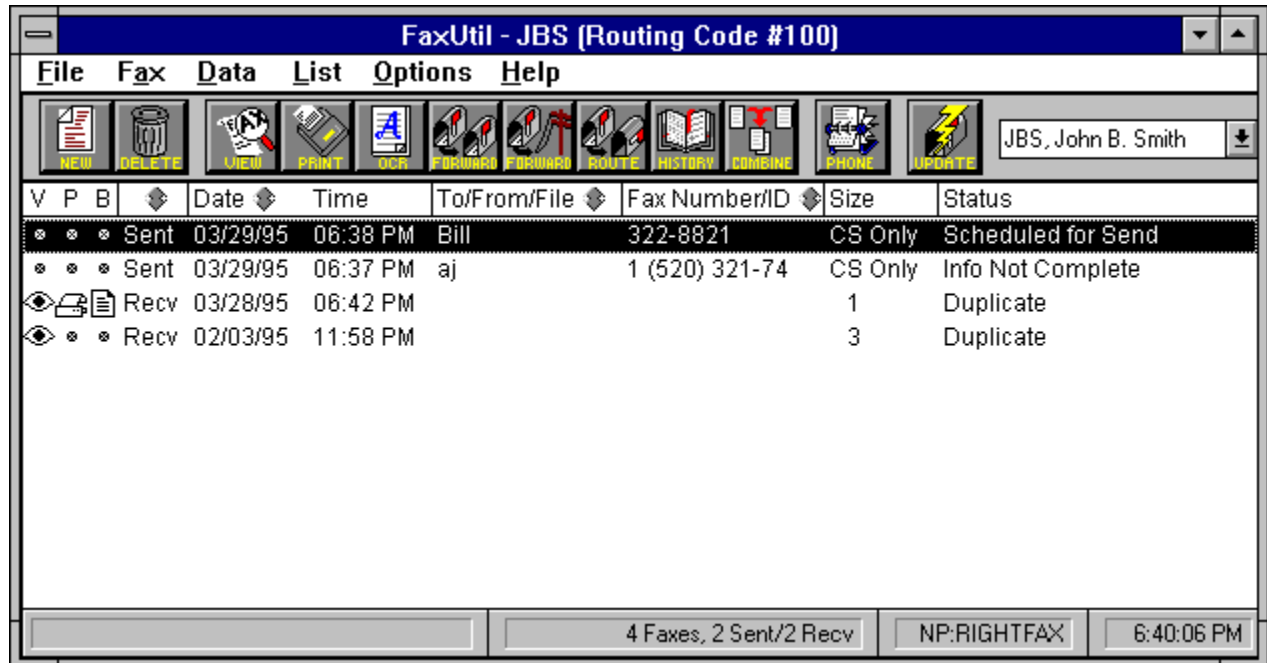 FaxUtil - JBS (Routing Code #100)
File Fax Data List Options Help
NEW DELETE VIEW PRINT OCR FORWARD FORWARD ROUTE HISTORY COMBINE PHONE UPDATE JBS, John B. Smith
V P B Date Time To/From/File Fax Number/ID Size Status
Sent 03/29/95 06:38 PM Bill 322-8821 CS Only Scheduled for Send
Sent 03/29/95 06:37 PM aj 1 (520) 321-74 CS Only Info Not Complete
Recv 03/28/95 06:42 PM 1 Duplicate
Recv 02/03/95 11:58 PM 3 Duplicate
4 Faxes, 2 Sent/2 Recv NP:RIGHTFAX 6:40:06 PM